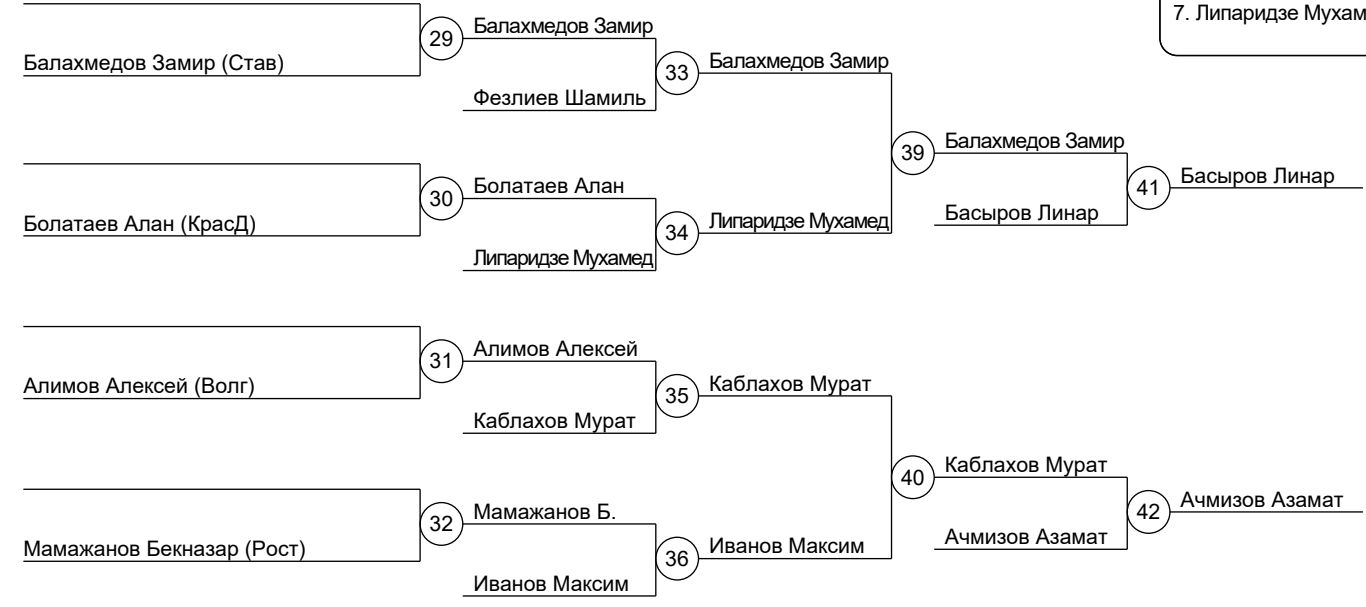 7. Липаридзе Мухам
29
Балахмедов Замир
Балахмедов Замир (Став)
33
Балахмедов Замир
Фезлиев Шамиль
39
Балахмедов Замир
30
Болатаев Алан
41
Басыров Линар
Болатаев Алан (КрасД)
Басыров Линар
34
Липаридзе Мухамед
Липаридзе Мухамед
31
Алимов Алексей
Алимов Алексей (Волг)
35
Каблахов Мурат
Каблахов Мурат
40
Каблахов Мурат
32
Мамажанов Б.
42
Ачмизов Азамат
Мамажанов Бекназар (Рост)
Ачмизов Азамат
36
Иванов Максим
Иванов Максим